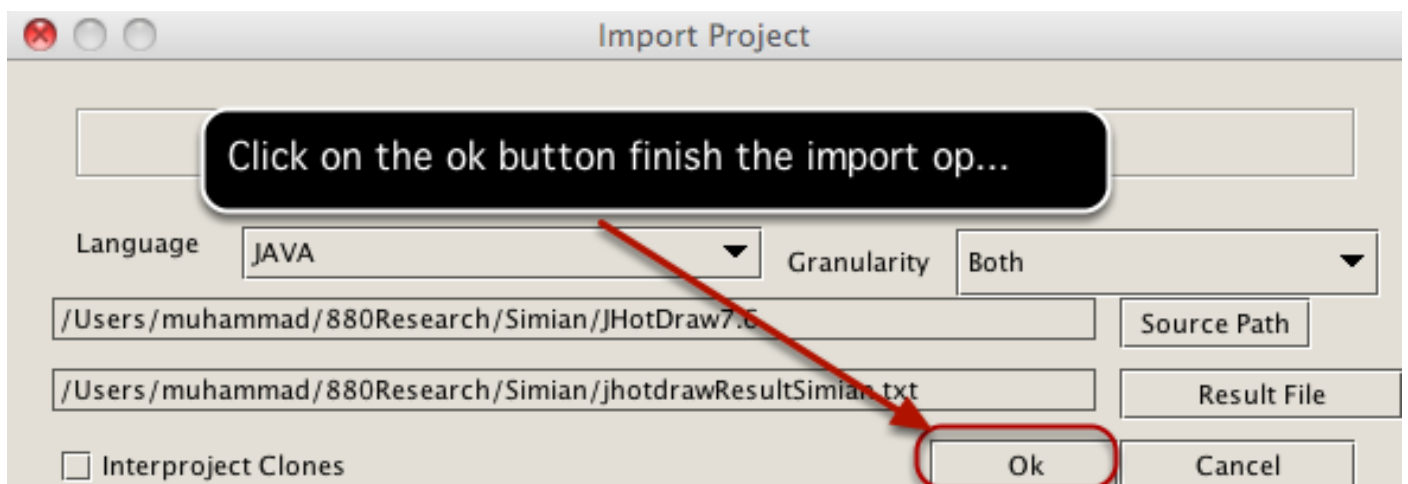 Import Project
Click on the ok button finish the import op...
Language JAVA Granularity Both
/Users/muhammad/880Research/Simian/JHotDraw7.6 Source Path
/Users/muhammad/880Research/Simian/jhotdrawResultSimian.txt Result File
Interproject Clones Ok Cancel